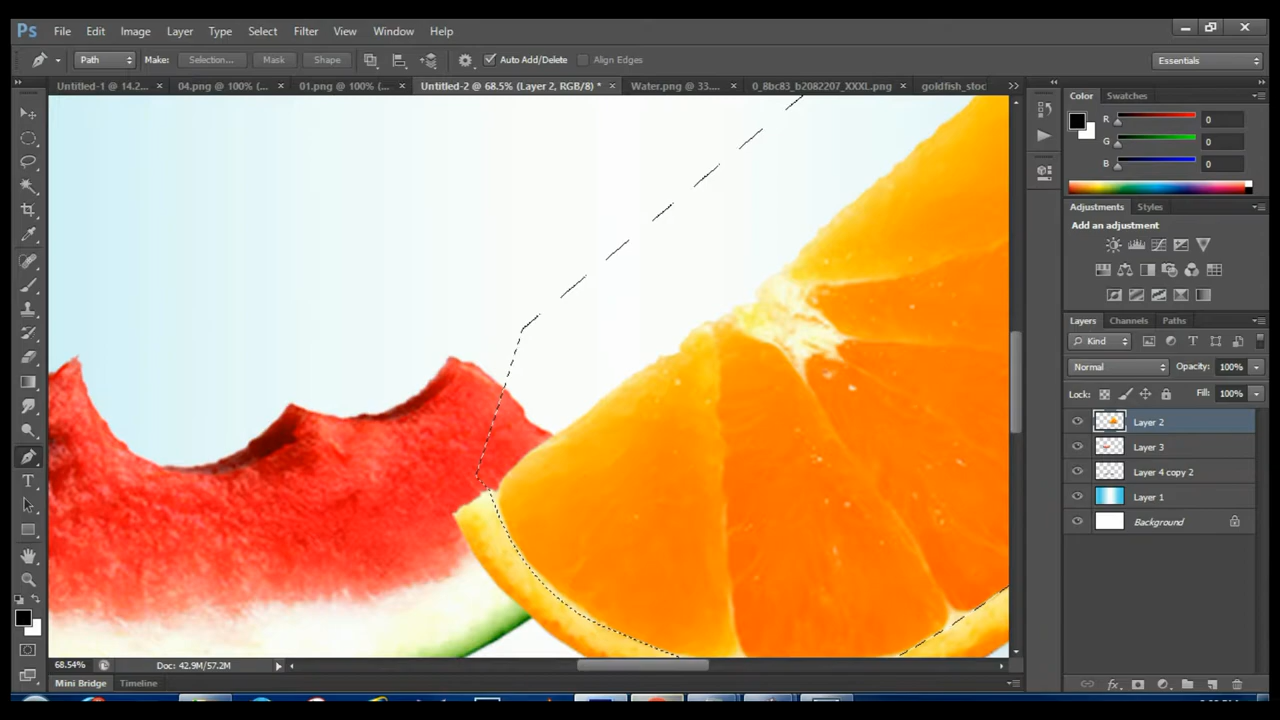 Ps File Edit Image Layer Type Select Filter View Window Help
Path Make: Selection... Mask Shape Auto Add/Delete Align Edges Essentials
Untitled-1 @ 14.2... × 04.png @ 100% (... × 01.png @ 100% (... × Untitled-2 @ 68.5% (Layer 2, RGB/8) * × Water.png @ 33.... × 0_8bc83_b2082207_XXXL.png × goldfish_stoc
Color Swatches
R 0
G 0
B 0
Adjustments Styles
Add an adjustment
Layers Channels Paths
Kind
Normal Opacity: 100%
Lock: Fill: 100%
Layer 2
Layer 3
Layer 4 copy 2
Layer 1
Background
68.54% Doc: 42.9M/57.2M
Mini Bridge Timeline